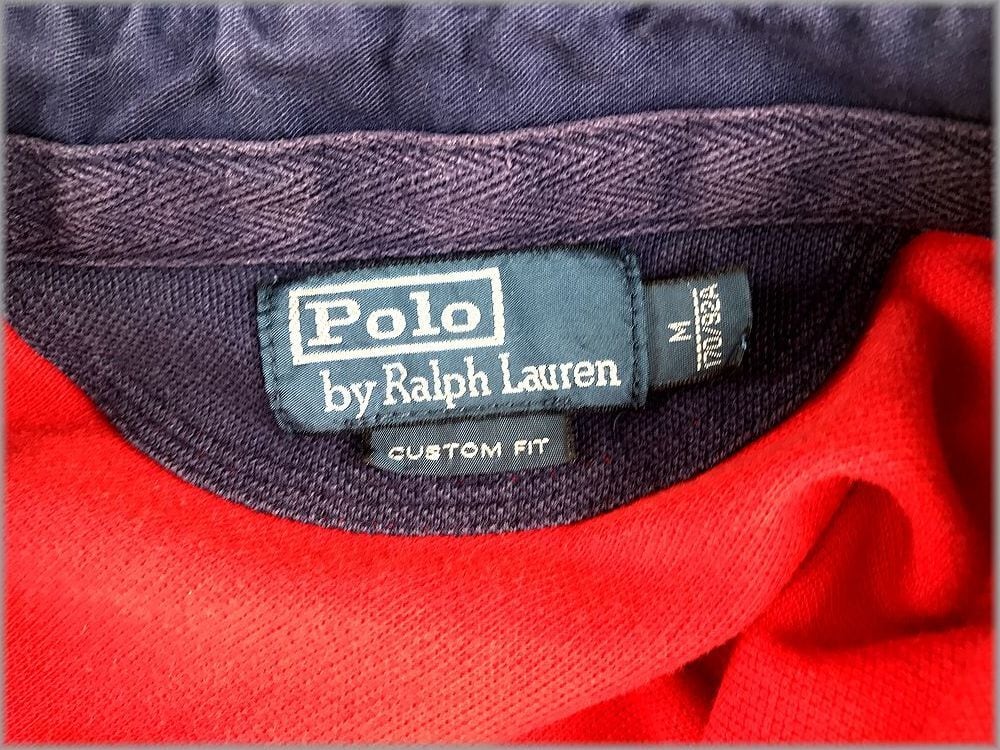 Polo
by Ralph Lauren
CUSTOM FIT
M
170/92A